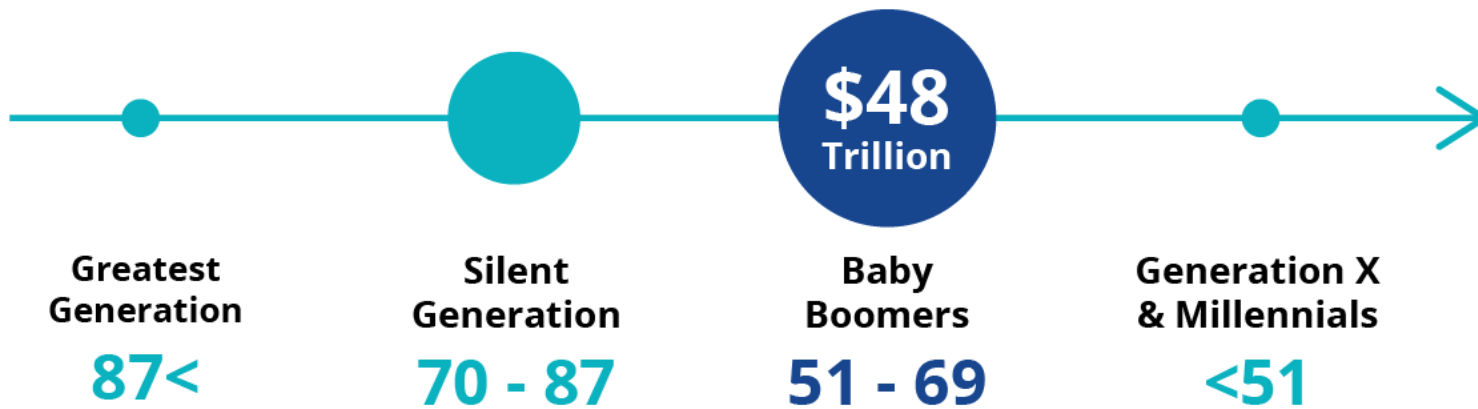 $48
Trillion
Greatest
Generation
87<
Silent
Generation
70 - 87
Baby
Boomers
51 - 69
Generation X
& Millennials
<51